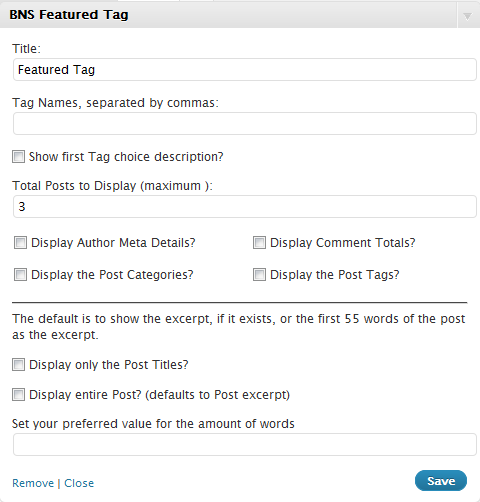 BNS Featured Tag
Title:
Featured Tag
Tag Names, separated by commas:
Show first Tag choice description?
Total Posts to Display (maximum ):
3
Display Author Meta Details? Display Comment Totals?
Display the Post Categories? Display the Post Tags?
The default is to show the excerpt, if it exists, or the first 55 words of the post
as the excerpt.
Display only the Post Titles?
Display entire Post? (defaults to Post excerpt)
Set your preferred value for the amount of words
Remove | Close Save